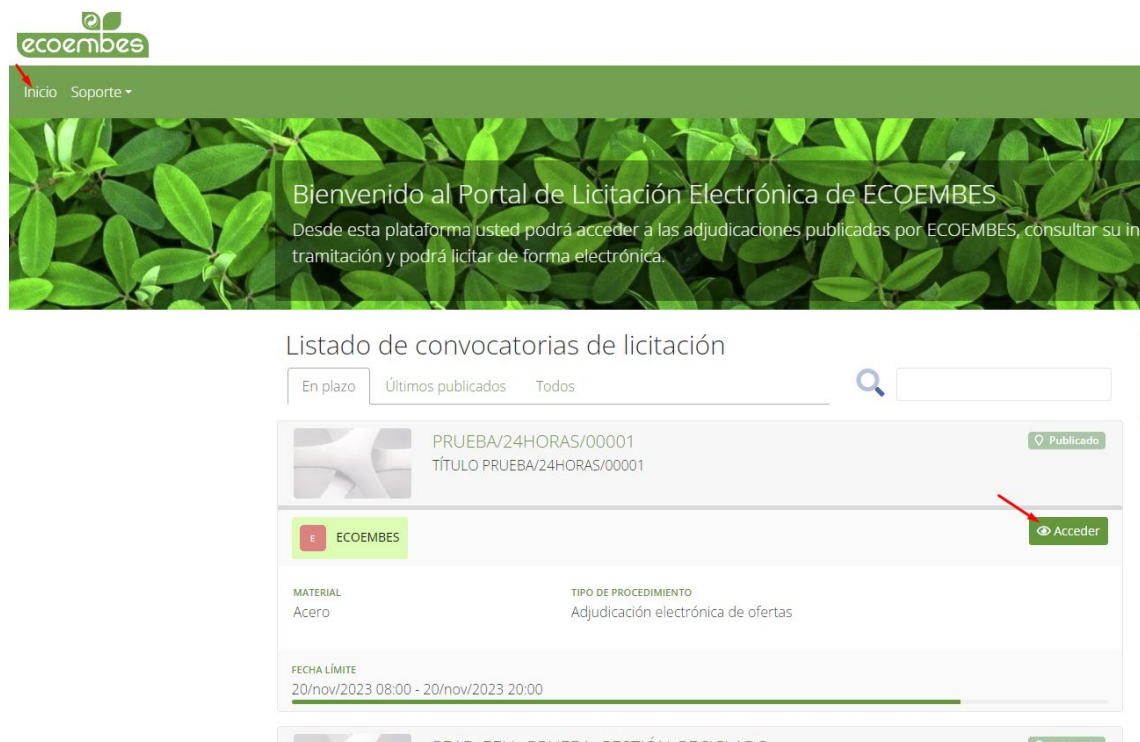 ecoembes
Inicio Soporte
Bienvenido al Portal de Licitación Electrónica de ECOEMBES
Desde esta plataforma usted podrá acceder a las adjudicaciones publicadas por ECOEMBES, consultar su in
tramitación y podrá licitar de forma electrónica.
Listado de convocatorias de licitación
En plazo Últimos publicados Todos
PRUEBA/24HORAS/00001
Publicado
TÍTULO PRUEBA/24HORAS/00001
E ECOEMBES
Acceder
MATERIAL TIPO DE PROCEDIMIENTO
Acero Adjudicación electrónica de ofertas
FECHA LÍMITE
20/nov/2023 08:00 - 20/nov/2023 20:00